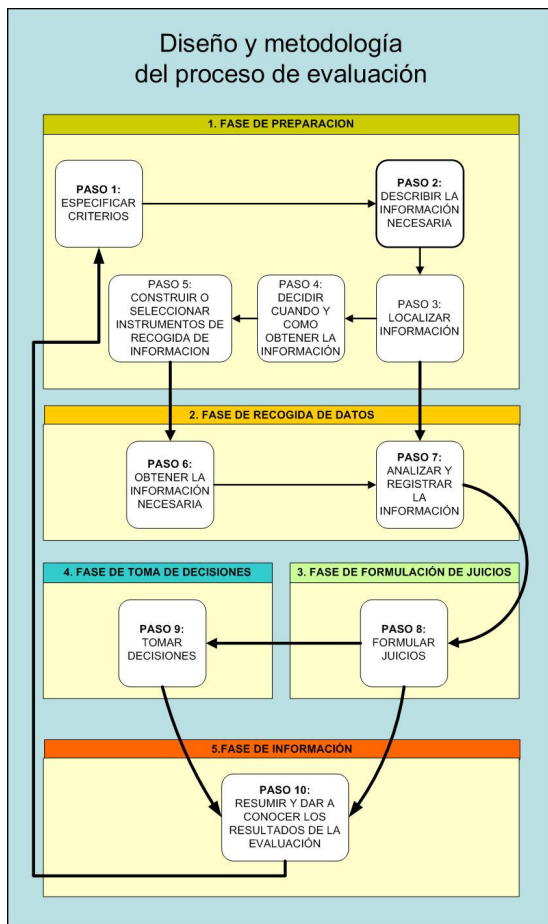 Diseño y metodología
del proceso de evaluación
1. FASE DE PREPARACION
PASO 1:
ESPECIFICAR
CRITERIOS
PASO 2:
DESCRIBIR LA
INFORMACIÓN
NECESARIA
PASO 3:
LOCALIZAR
INFORMACIÓN
PASO 4:
DECIDIR
CUANDO Y
COMO
OBTENER LA
INFORMACIÓN
PASO 5:
CONSTRUIR O
SELECCIONAR
INSTRUMENTOS DE
RECOGIDA DE
INFORMACION
2. FASE DE RECOGIDA DE DATOS
PASO 6:
OBTENER LA
INFORMACIÓN
NECESARIA
PASO 7:
ANALIZAR Y
REGISTRAR
LA
INFORMACIÓN
3. FASE DE FORMULACIÓN DE JUICIOS
PASO 8:
FORMULAR
JUICIOS
4. FASE DE TOMA DE DECISIONES
PASO 9:
TOMAR
DECISIONES
5.FASE DE INFORMACIÓN
PASO 10:
RESUMIR Y DAR A
CONOCER LOS
RESULTADOS DE LA
EVALUACIÓN